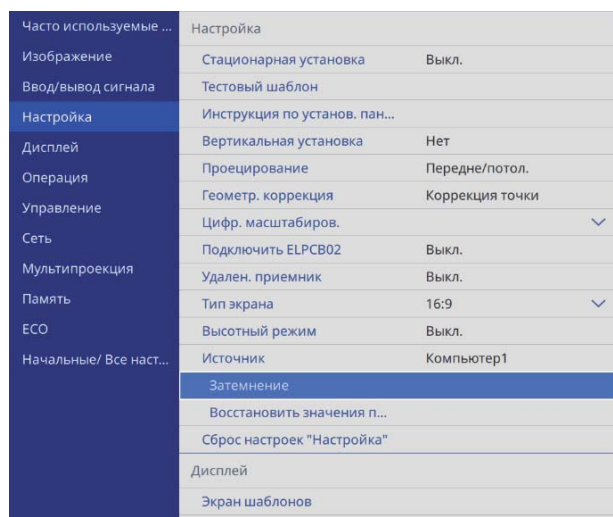 Часто используемые ...
Изображение
Ввод/вывод сигнала
Настройка
Дисплей
Операция
Управление
Сеть
Мультипроекция
Память
ECO
Начальные/ Все наст...
Настройка
Стационарная установка Выкл.
Тестовый шаблон
Инструкция по установ. пан...
Вертикальная установка Нет
Проецирование Передне/потол.
Геометр. коррекция Коррекция точки
Цифр. масштабиров.
Подключить ELPCB02 Выкл.
Удален. приемник Выкл.
Тип экрана 16:9
Высотный режим Выкл.
Источник Компьютер1
Затемнение
Восстановить значения п...
Сброс настроек "Настройка"
Дисплей
Экран шаблонов